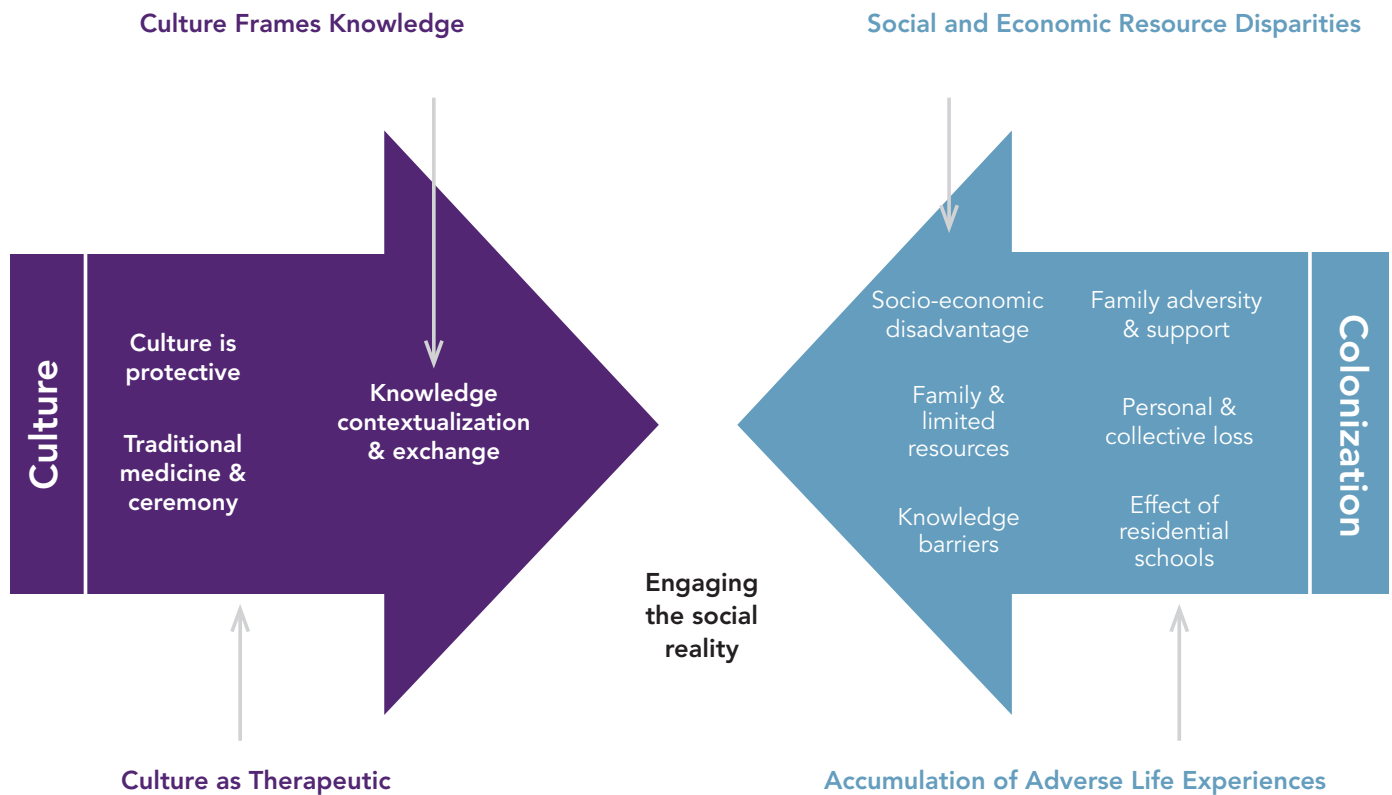 Culture Frames Knowledge
Social and Economic Resource Disparities
Culture
Culture is
protective
Traditional
medicine &
ceremony
Knowledge
contextualization
& exchange
Engaging
the social
reality
Socio-economic
disadvantage
Family &
limited
resources
Knowledge
barriers
Family adversity
& support
Personal &
collective loss
Effect of
residential
schools
Colonization
Culture as Therapeutic
Accumulation of Adverse Life Experiences